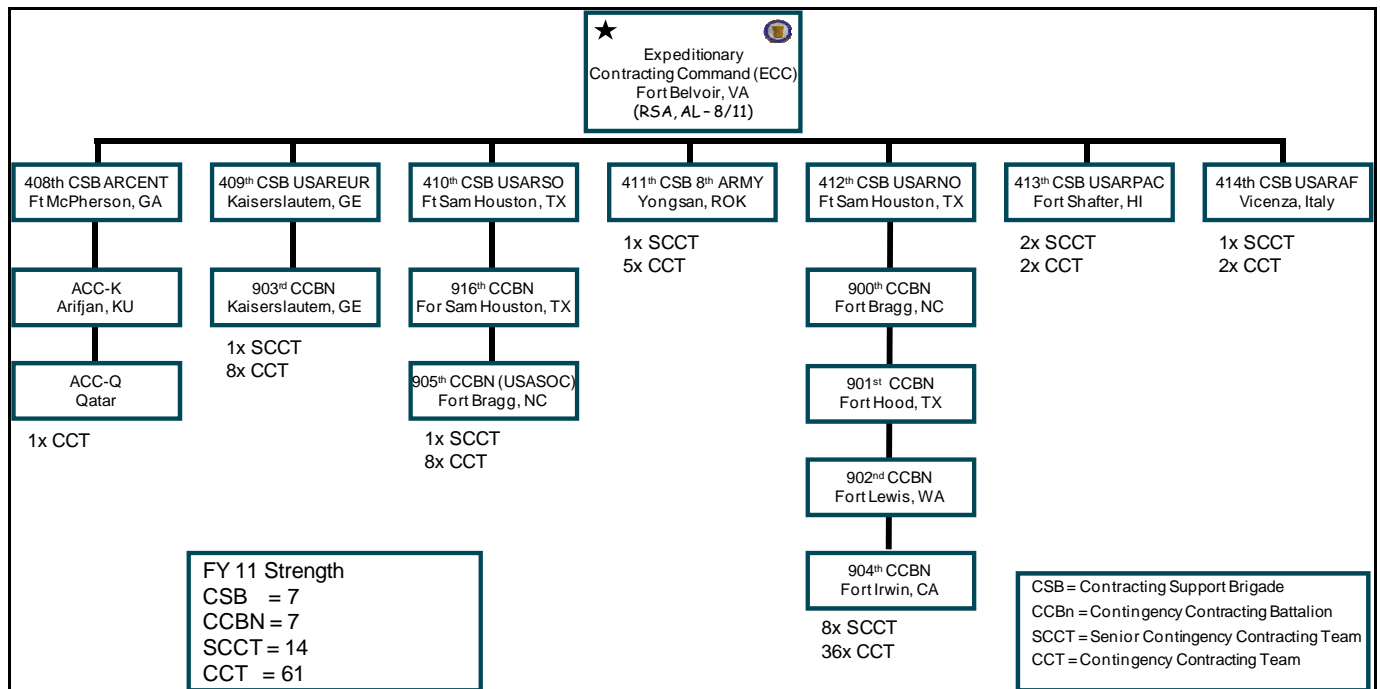 Expeditionary
Contracting Command (ECC)
Fort Belvoir, VA
(RSA, AL – 8/11)
408th CSB ARCENT
Ft McPherson, GA
409th CSB USAREUR
Kaiserslautern, GE
410th CSB USARSO
Ft Sam Houston, TX
411th CSB 8th ARMY
Yongsan, ROK
412th CSB USARNO
Ft Sam Houston, TX
413th CSB USARPAC
Fort Shafter, HI
414th CSB USARAF
Vicenza, Italy
1x SCCT
5x CCT
2x SCCT
2x CCT
1x SCCT
2x CCT
ACC-K
Arifjan, KU
903rd CCBN
Kaiserslautern, GE
916th CCBN
For Sam Houston, TX
900th CCBN
Fort Bragg, NC
1x SCCT
8x CCT
ACC-Q
Qatar
905th CCBN (USASOC)
Fort Bragg, NC
901st CCBN
Fort Hood, TX
1x CCT
1x SCCT
8x CCT
902nd CCBN
Fort Lewis, WA
904th CCBN
Fort Irwin, CA
8x SCCT
36x CCT
FY 11 Strength
CSB = 7
CCBN = 7
SCCT = 14
CCT = 61
CSB = Contracting Support Brigade
CCBn = Contingency Contracting Battalion
SCCT = Senior Contingency Contracting Team
CCT = Contingency Contracting Team